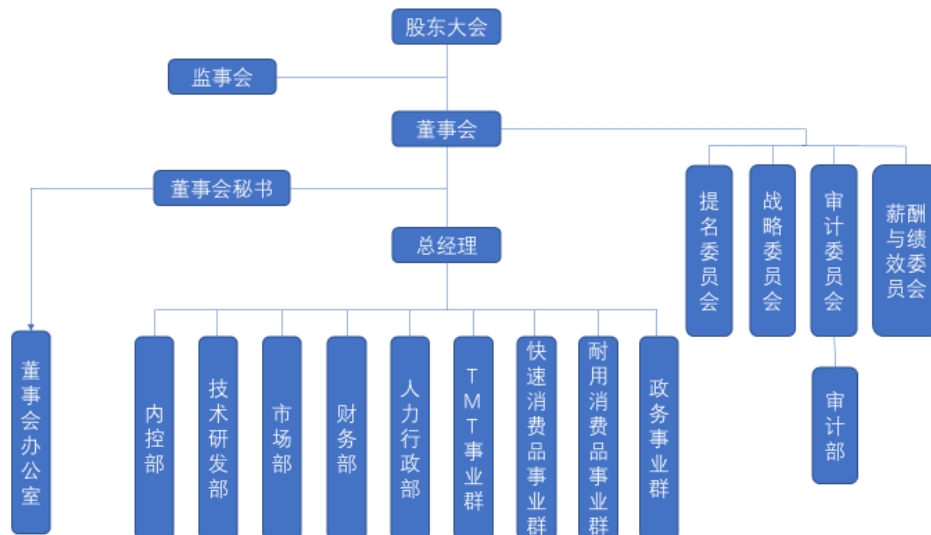 股东大会
监事会
董事会
董事会秘书
总经理
提名委员会
战略委员会
审计委员会
薪酬与绩效委员会
董事会办公室
内控部
技术研发部
市场部
财务部
人力行政部
TMT事业群
快速消费品事业群
耐用消费品事业群
政务事业群
审计部